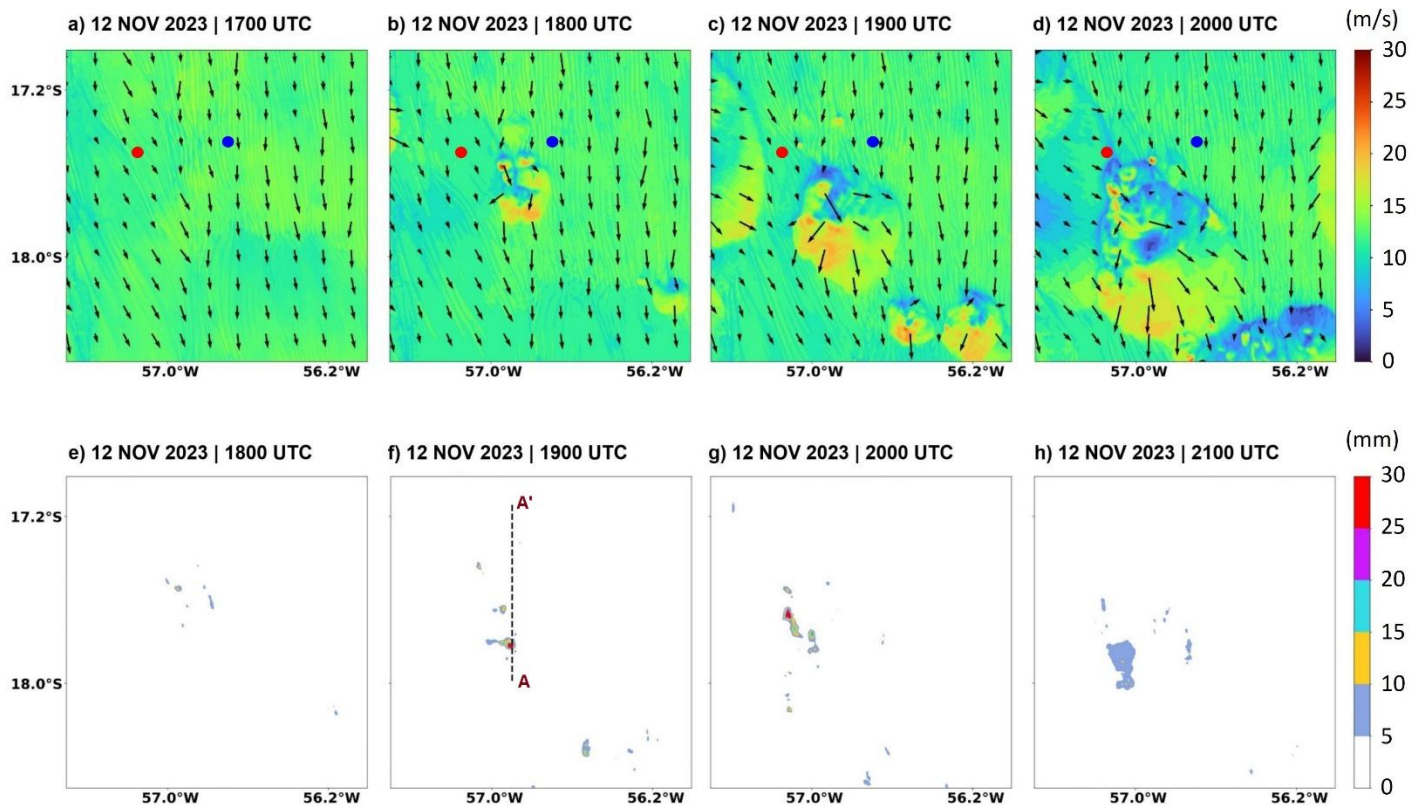 a) 12 NOV 2023 | 1700 UTC
b) 12 NOV 2023 | 1800 UTC
c) 12 NOV 2023 | 1900 UTC
d) 12 NOV 2023 | 2000 UTC
(m/s)
17.2°S
18.0°S
57.0°W 56.2°W
57.0°W 56.2°W
57.0°W 56.2°W
57.0°W 56.2°W
30
25
20
15
10
5
0
e) 12 NOV 2023 | 1800 UTC
f) 12 NOV 2023 | 1900 UTC
g) 12 NOV 2023 | 2000 UTC
h) 12 NOV 2023 | 2100 UTC
(mm)
17.2°S
18.0°S
A'
A
57.0°W 56.2°W
57.0°W 56.2°W
57.0°W 56.2°W
57.0°W 56.2°W
30
25
20
15
10
5
0